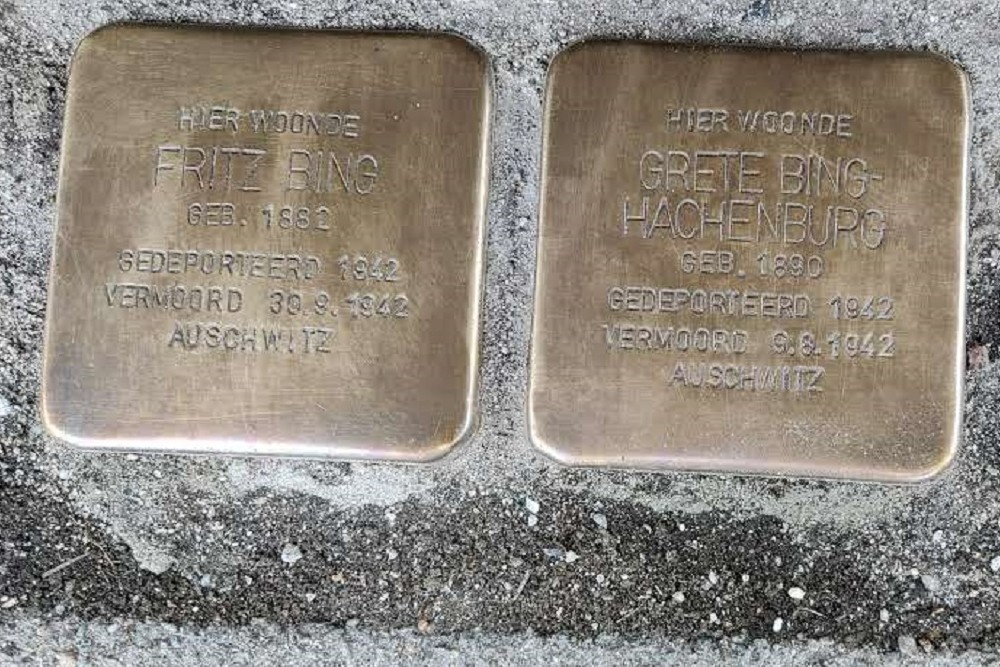 HIER WOONDE
FRITZ BING
GEB. 1882
GEDEPORTEERD 1942
VERMOORD 30.9.1942
AUSCHWITZ
HIER WOONDE
GRETE BING-
HACHENBURG
GEB. 1890
GEDEPORTEERD 1942
VERMOORD 9.8.1942
AUSCHWITZ